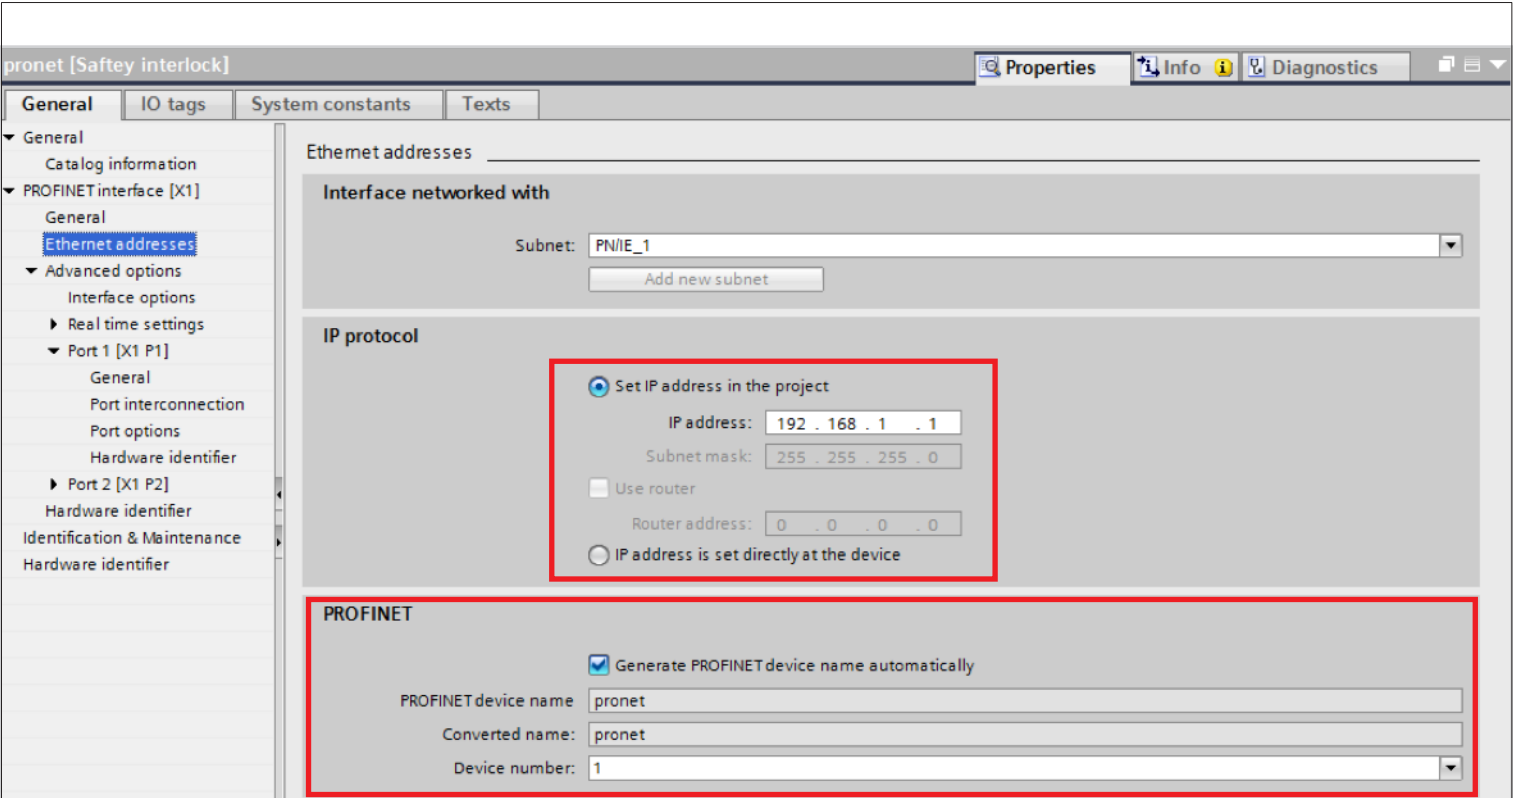 pronet [Saftey interlock]
Properties
Info
Diagnostics
General
IO tags
System constants
Texts
General
Catalog information
PROFINET interface [X1]
General
Ethernet addresses
Advanced options
Interface options
Real time settings
Port 1 [X1 P1]
General
Port interconnection
Port options
Hardware identifier
Port 2 [X1 P2]
Hardware identifier
Identification & Maintenance
Hardware identifier
Ethernet addresses
Interface networked with
Subnet: PN/IE_1
Add new subnet
IP protocol
Set IP address in the project
IP address: 192 . 168 . 1 . 1
Subnet mask: 255 . 255 . 255 . 0
Use router
Router address: 0 . 0 . 0 . 0
IP address is set directly at the device
PROFINET
Generate PROFINET device name automatically
PROFINET device name pronet
Converted name: pronet
Device number: 1